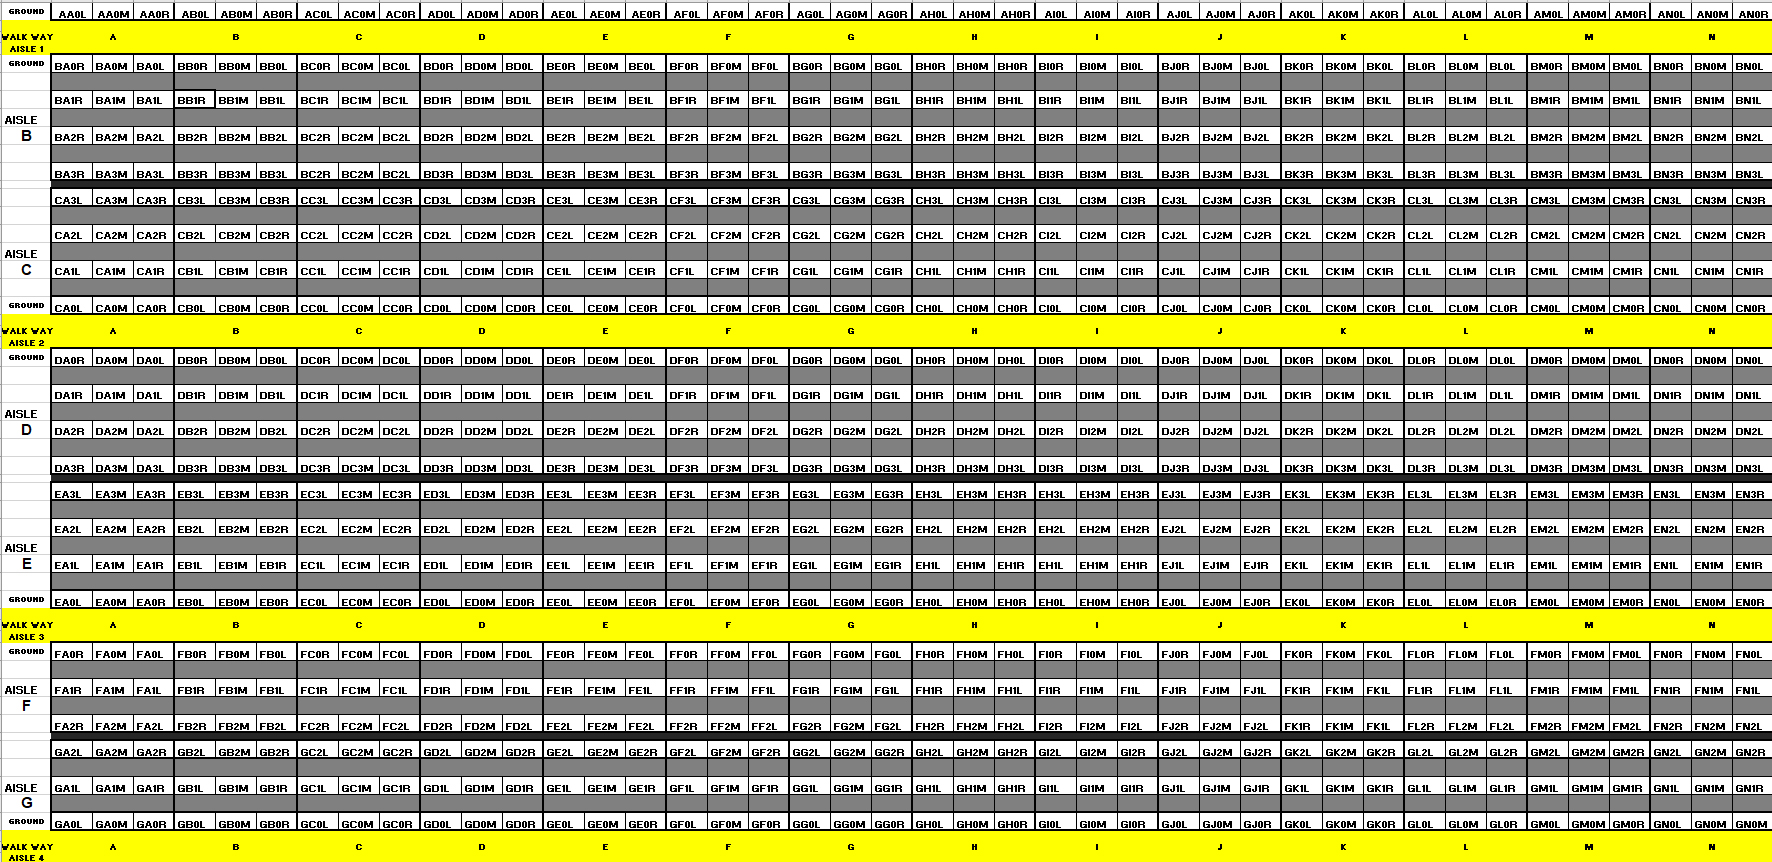 GROUND AA0L AA0M AA0R AB0L AB0M AB0R AC0L AC0M AC0R AD0L AD0M AD0R AE0L AE0M AE0R AF0L AF0M AF0R AG0L AG0M AG0R AH0L AH0M AH0R AI0L AI0M AI0R AJ0L AJ0M AJ0R AK0L AK0M AK0R AL0L AL0M AL0R AM0L AM0M AM0R AN0L AN0M AN0R
WALK WAY A B C D E F G H I J K L M N
AISLE 1
GROUND BA0R BA0M BA0L BB0R BB0M BB0L BC0R BC0M BC0L BD0R BD0M BD0L BE0R BE0M BE0L BF0R BF0M BF0L BG0R BG0M BG0L BH0R BH0M BH0L BI0R BI0M BI0L BJ0R BJ0M BJ0L BK0R BK0M BK0L BL0R BL0M BL0L BM0R BM0M BM0L BN0R BN0M BN0L
BA1R BA1M BA1L BB1R BB1M BB1L BC1R BC1M BC1L BD1R BD1M BD1L BE1R BE1M BE1L BF1R BF1M BF1L BG1R BG1M BG1L BH1R BH1M BH1L BI1R BI1M BI1L BJ1R BJ1M BJ1L BK1R BK1M BK1L BL1R BL1M BL1L BM1R BM1M BM1L BN1R BN1M BN1L
AISLE
B BA2R BA2M BA2L BB2R BB2M BB2L BC2R BC2M BC2L BD2R BD2M BD2L BE2R BE2M BE2L BF2R BF2M BF2L BG2R BG2M BG2L BH2R BH2M BH2L BI2R BI2M BI2L BJ2R BJ2M BJ2L BK2R BK2M BK2L BL2R BL2M BL2L BM2R BM2M BM2L BN2R BN2M BN2L
BA3R BA3M BA3L BB3R BB3M BB3L BC2R BC2M BC2L BD3R BD3M BD3L BE3R BE3M BE3L BF3R BF3M BF3L BG3R BG3M BG3L BH3R BH3M BH3L BI3R BI3M BI3L BJ3R BJ3M BJ3L BK3R BK3M BK3L BL3R BL3M BL3L BM3R BM3M BM3L BN3R BN3M BN3L
CA3L CA3M CA3R CB3L CB3M CB3R CC3L CC3M CC3R CD3L CD3M CD3R CE3L CE3M CE3R CF3L CF3M CF3R CG3L CG3M CG3R CH3L CH3M CH3R CI3L CI3M CI3R CJ3L CJ3M CJ3R CK3L CK3M CK3R CL3L CL3M CL3R CM3L CM3M CM3R CN3L CN3M CN3R
CA2L CA2M CA2R CB2L CB2M CB2R CC2L CC2M CC2R CD2L CD2M CD2R CE2L CE2M CE2R CF2L CF2M CF2R CG2L CG2M CG2R CH2L CH2M CH2R CI2L CI2M CI2R CJ2L CJ2M CJ2R CK2L CK2M CK2R CL2L CL2M CL2R CM2L CM2M CM2R CN2L CN2M CN2R
AISLE
C CA1L CA1M CA1R CB1L CB1M CB1R CC1L CC1M CC1R CD1L CD1M CD1R CE1L CE1M CE1R CF1L CF1M CF1R CG1L CG1M CG1R CH1L CH1M CH1R CI1L CI1M CI1R CJ1L CJ1M CJ1R CK1L CK1M CK1R CL1L CL1M CL1R CM1L CM1M CM1R CN1L CN1M CN1R
GROUND CA0L CA0M CA0R CB0L CB0M CB0R CC0L CC0M CC0R CD0L CD0M CD0R CE0L CE0M CE0R CF0L CF0M CF0R CG0L CG0M CG0R CH0L CH0M CH0R CI0L CI0M CI0R CJ0L CJ0M CJ0R CK0L CK0M CK0R CL0L CL0M CL0R CM0L CM0M CM0R CN0L CN0M CN0R
WALK WAY A B C D E F G H I J K L M N
AISLE 2
GROUND DA0R DA0M DA0L DB0R DB0M DB0L DC0R DC0M DC0L DD0R DD0M DD0L DE0R DE0M DE0L DF0R DF0M DF0L DG0R DG0M DG0L DH0R DH0M DH0L DI0R DI0M DI0L DJ0R DJ0M DJ0L DK0R DK0M DK0L DL0R DL0M DL0L DM0R DM0M DM0L DN0R DN0M DN0L
DA1R DA1M DA1L DB1R DB1M DB1L DC1R DC1M DC1L DD1R DD1M DD1L DE1R DE1M DE1L DF1R DF1M DF1L DG1R DG1M DG1L DH1R DH1M DH1L DI1R DI1M DI1L DJ1R DJ1M DJ1L DK1R DK1M DK1L DL1R DL1M DL1L DM1R DM1M DM1L DN1R DN1M DN1L
AISLE
D DA2R DA2M DA2L DB2R DB2M DB2L DC2R DC2M DC2L DD2R DD2M DD2L DE2R DE2M DE2L DF2R DF2M DF2L DG2R DG2M DG2L DH2R DH2M DH2L DI2R DI2M DI2L DJ2R DJ2M DJ2L DK2R DK2M DK2L DL2R DL2M DL2L DM2R DM2M DM2L DN2R DN2M DN2L
DA3R DA3M DA3L DB3R DB3M DB3L DC3R DC3M DC3L DD3R DD3M DD3L DE3R DE3M DE3L DF3R DF3M DF3L DG3R DG3M DG3L DH3R DH3M DH3L DI3R DI3M DI3L DJ3R DJ3M DJ3L DK3R DK3M DK3L DL3R DL3M DL3L DM3R DM3M DM3L DN3R DN3M DN3L
EA3L EA3M EA3R EB3L EB3M EB3R EC3L EC3M EC3R ED3L ED3M ED3R EE3L EE3M EE3R EF3L EF3M EF3R EG3L EG3M EG3R EH3L EH3M EH3R EH3L EH3M EH3R EJ3L EJ3M EJ3R EK3L EK3M EK3R EL3L EL3M EL3R EM3L EM3M EM3R EN3L EN3M EN3R
EA2L EA2M EA2R EB2L EB2M EB2R EC2L EC2M EC2R ED2L ED2M ED2R EE2L EE2M EE2R EF2L EF2M EF2R EG2L EG2M EG2R EH2L EH2M EH2R EH2L EH2M EH2R EJ2L EJ2M EJ2R EK2L EK2M EK2R EL2L EL2M EL2R EM2L EM2M EM2R EN2L EN2M EN2R
AISLE
E EA1L EA1M EA1R EB1L EB1M EB1R EC1L EC1M EC1R ED1L ED1M ED1R EE1L EE1M EE1R EF1L EF1M EF1R EG1L EG1M EG1R EH1L EH1M EH1R EH1L EH1M EH1R EJ1L EJ1M EJ1R EK1L EK1M EK1R EL1L EL1M EL1R EM1L EM1M EM1R EN1L EN1M EN1R
GROUND EA0L EA0M EA0R EB0L EB0M EB0R EC0L EC0M EC0R ED0L ED0M ED0R EE0L EE0M EE0R EF0L EF0M EF0R EG0L EG0M EG0R EH0L EH0M EH0R EH0L EH0M EH0R EJ0L EJ0M EJ0R EK0L EK0M EK0R EL0L EL0M EL0R EM0L EM0M EM0R EN0L EN0M EN0R
WALK WAY A B C D E F G H I J K L M N
AISLE 3
GROUND FA0R FA0M FA0L FB0R FB0M FB0L FC0R FC0M FC0L FD0R FD0M FD0L FE0R FE0M FE0L FF0R FF0M FF0L FG0R FG0M FG0L FH0R FH0M FH0L FI0R FI0M FI0L FJ0R FJ0M FJ0L FK0R FK0M FK0L FL0R FL0M FL0L FM0R FM0M FM0L FN0R FN0M FN0L
AISLE FA1R FA1M FA1L FB1R FB1M FB1L FC1R FC1M FC1L FD1R FD1M FD1L FE1R FE1M FE1L FF1R FF1M FF1L FG1R FG1M FG1L FH1R FH1M FH1L FI1R FI1M FI1L FJ1R FJ1M FJ1L FK1R FK1M FK1L FL1R FL1M FL1L FM1R FM1M FM1L FN1R FN1M FN1L
F
FA2R FA2M FA2L FB2R FB2M FB2L FC2R FC2M FC2L FD2R FD2M FD2L FE2L FE2M FE2L FF2R FF2M FF2L FG2R FG2M FG2L FH2R FH2M FH2L FI2R FI2M FI2L FJ2R FJ2M FJ2L FK1R FK1M FK1L FL2R FL2M FL2L FM2R FM2M FM2L FN2R FN2M FN2L
GA2L GA2M GA2R GB2L GB2M GB2R GC2L GC2M GC2R GD2L GD2M GD2R GE2L GE2M GE2R GF2L GF2M GF2R GG2L GG2M GG2R GH2L GH2M GH2R GI2L GI2M GI2R GJ2L GJ2M GJ2R GK2L GK2M GK2R GL2L GL2M GL2R GM2L GM2M GM2R GN2L GN2M GN2R
AISLE GA1L GA1M GA1R GB1L GB1M GB1R GC1L GC1M GC1R GD1L GD1M GD1R GE1L GE1M GE1R GF1L GF1M GF1R GG1L GG1M GG1R GH1L GH1M GH1R GI1L GI1M GI1R GJ1L GJ1M GJ1R GK1L GK1M GK1R GL1L GL1M GL1R GM1L GM1M GM1R GN1L GN1M GN1R
G
GROUND GA0L GA0M GA0R GB0L GB0M GB0R GC0L GC0M GC0R GD0L GD0M GD0R GE0L GE0M GE0R GF0L GF0M GF0R GG0L GG0M GG0R GH0L GH0M GH0R GI0L GI0M GI0R GJ0L GJ0M GJ0R GK0L GK0M GK0R GL0L GL0M GL0R GM0L GM0M GM0R GN0L GN0M GN0R
WALK WAY A B C D E F G H I J K L M N
AISLE 4